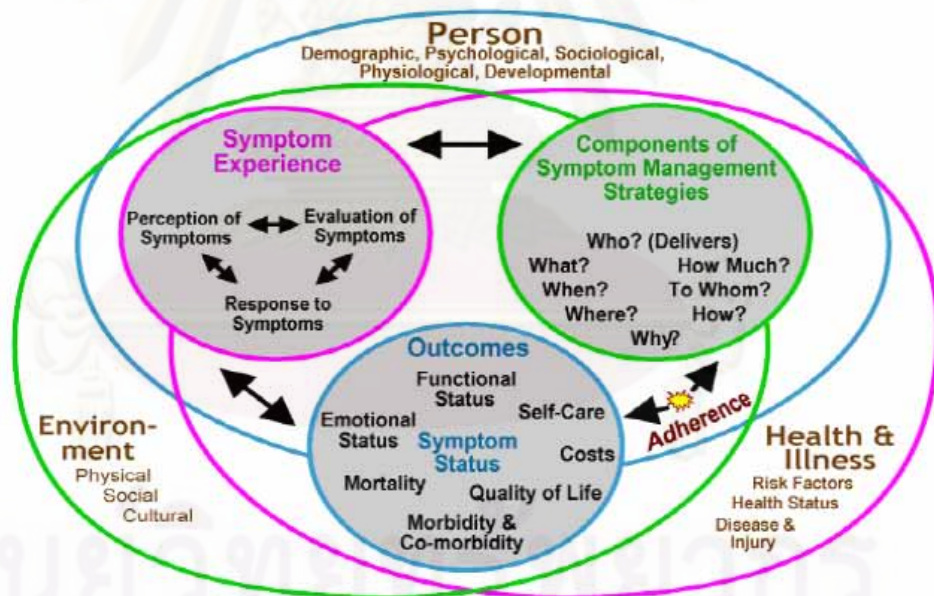 Person
Demographic, Psychological, Sociological,
Physiological, Developmental
Symptom
Experience
Perception of
Symptoms
Evaluation of
Symptoms
Response to
Symptoms
Components of
Symptom Management
Strategies
Who? (Delivers)
What?
How Much?
When?
To Whom?
Where?
How?
Why?
Outcomes
Functional
Status
Self-Care
Emotional
Status
Symptom
Status
Costs
Mortality
Quality of Life
Morbidity &
Co-morbidity
Adherence
Environ-
ment
Physical
Social
Cultural
Health &
Illness
Risk Factors
Health Status
Disease &
Injury